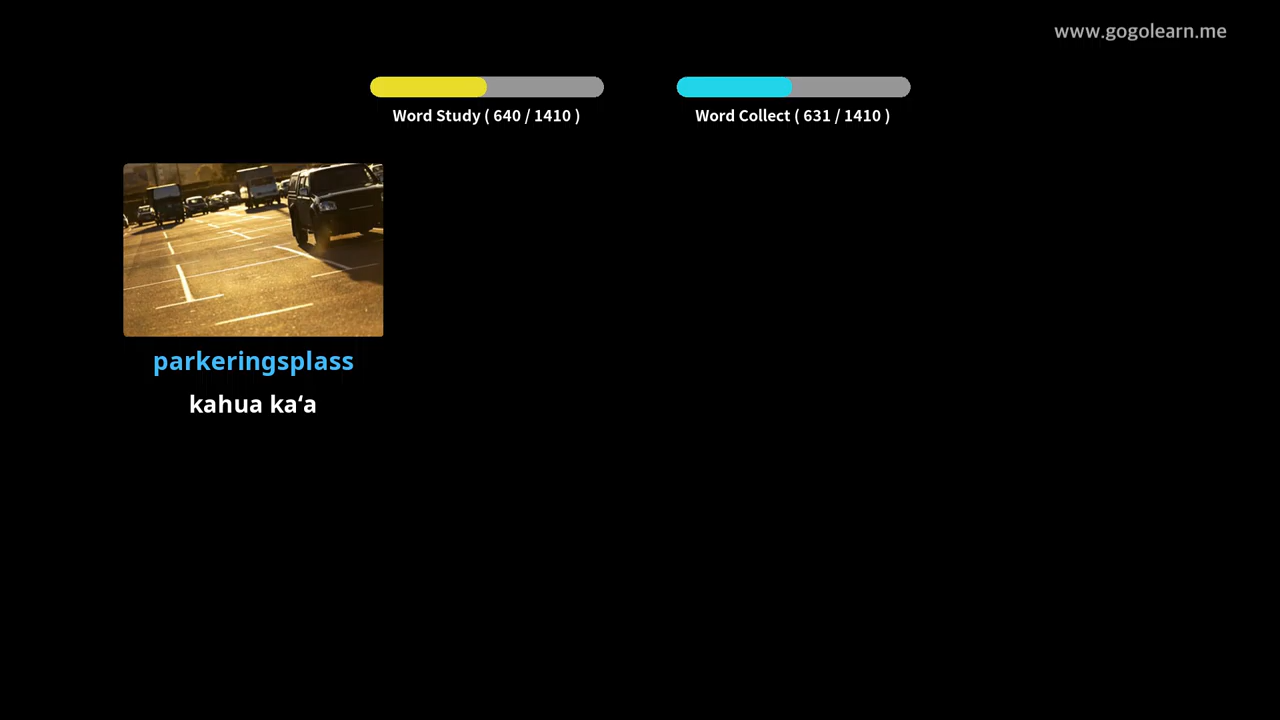 www.gogolearn.me
Word Study ( 640 / 1410 )
Word Collect ( 631 / 1410 )
parkeringsplass
kahua kaʻa